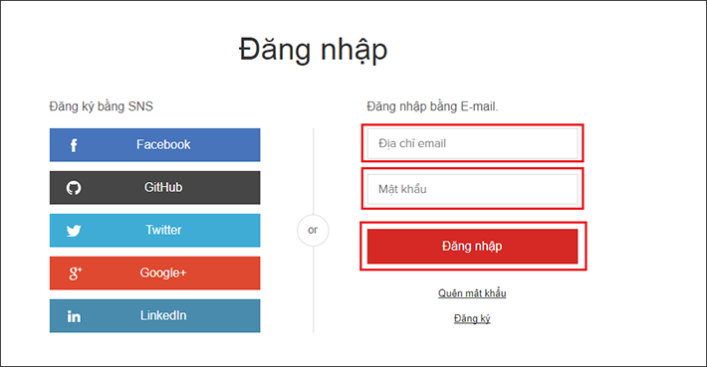 Đăng nhập
Đăng ký bằng SNS
Facebook
GitHub
Twitter
Google+
LinkedIn
or
Đăng nhập bằng E-mail.
Địa chỉ email
Mật khẩu
Đăng nhập
Quên mật khẩu
Đăng ký